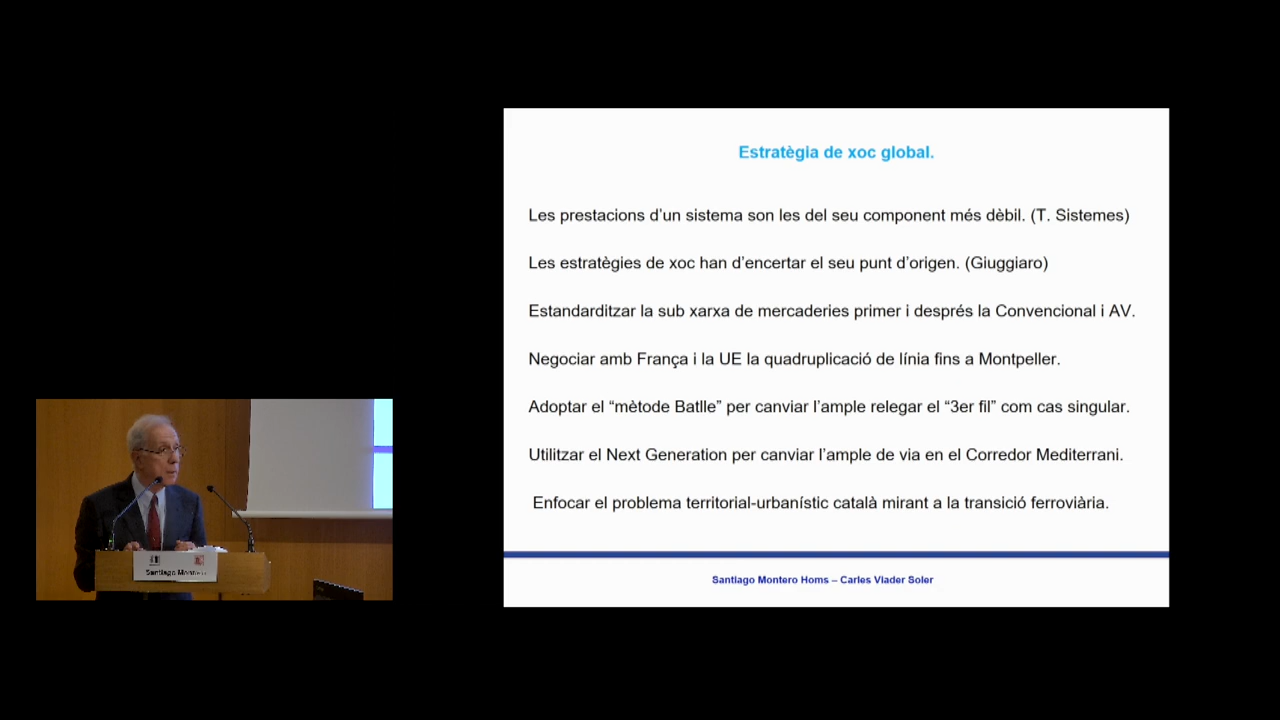 Estratègia de xoc global.
Les prestacions d’un sistema son les del seu component més dèbil. (T. Sistemes)
Les estratègies de xoc han d’encertar el seu punt d’origen. (Giuggiaro)
Estandarditzar la sub xarxa de mercaderies primer i després la Convencional i AV.
Negociar amb França i la UE la quadruplicació de línia fins a Montpeller.
Adoptar el “mètode Batlle” per canviar l’ample relegar el “3er fil” com cas singular.
Utilitzar el Next Generation per canviar l’ample de via en el Corredor Mediterrani.
Enfocar el problema territorial-urbanístic català mirant a la transició ferroviària.
Santiago Montero Homs – Carles Viader Soler
Santiago Montero